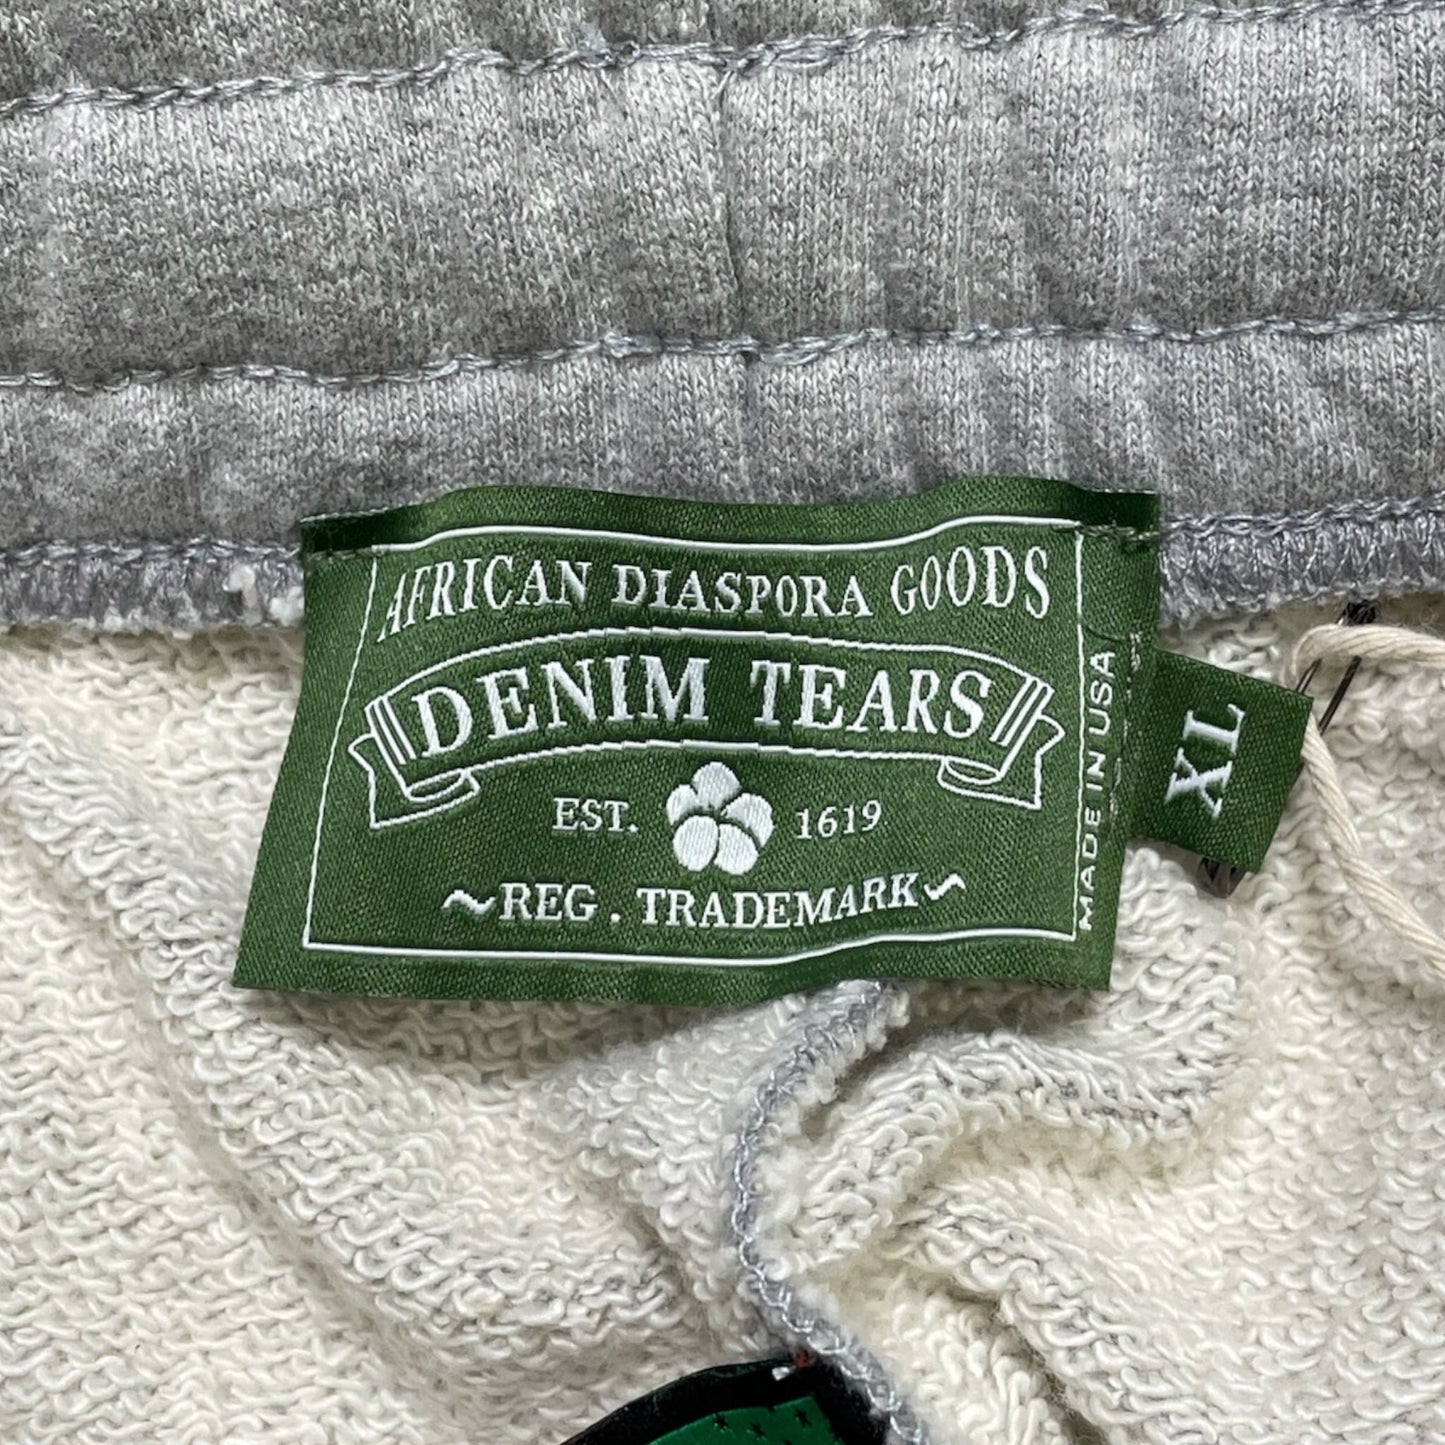 AFRICAN DIASPORA GOODS
DENIM TEARS
EST. 1619
~REG. TRADEMARK~
MADE IN USA
XL